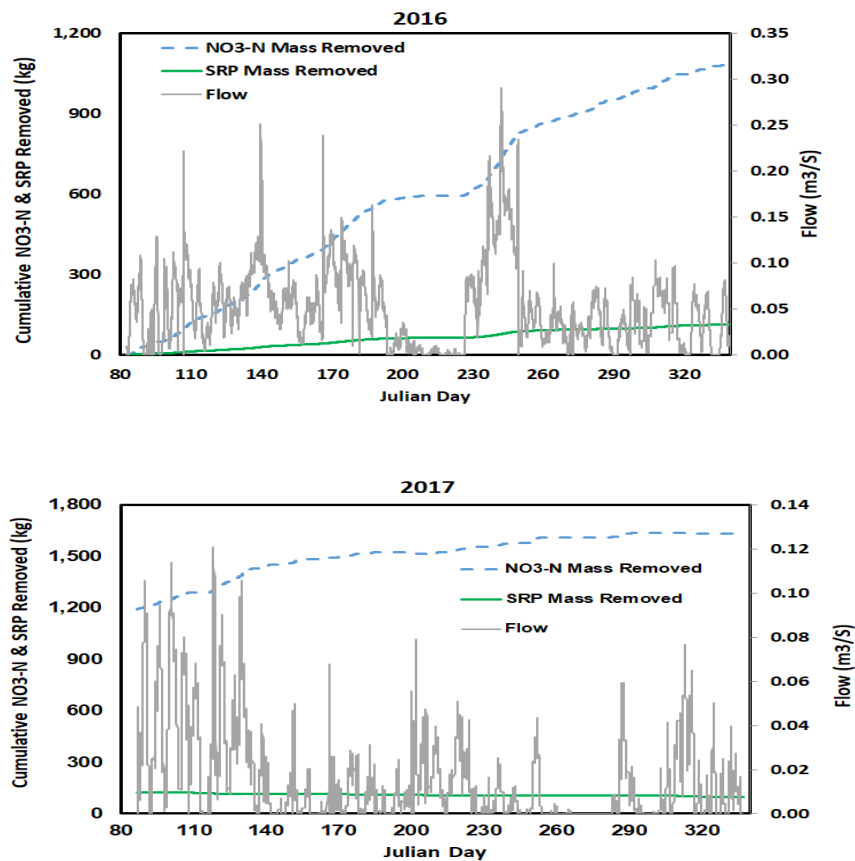 2016
1,200
900
600
300
0
Cumulative NO3-N & SRP Removed (kg)
NO3-N Mass Removed
SRP Mass Removed
Flow
0.35
0.30
0.25
0.20
0.15
0.10
0.05
0.00
Flow (m3/S)
80 110 140 170 200 230 260 290 320
Julian Day
2017
1,800
1,500
1,200
900
600
300
0
Cumulative NO3-N & SRP Removed (kg)
NO3-N Mass Removed
SRP Mass Removed
Flow
0.14
0.12
0.10
0.08
0.06
0.04
0.02
0.00
Flow (m3/S)
80 110 140 170 200 230 260 290 320
Julian Day